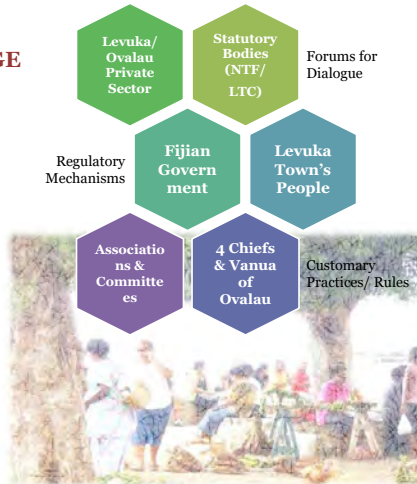 GE
Levuka/
Ovalau
Private
Sector
Statutory
Bodies
(NTF/
LTC)
Forums for
Dialogue
Regulatory
Mechanisms
Fijian
Govern
ment
Levuka
Town’s
People
Associatio
ns &
Committe
es
4 Chiefs
& Vanua
of
Ovalau
Customary
Practices/ Rules